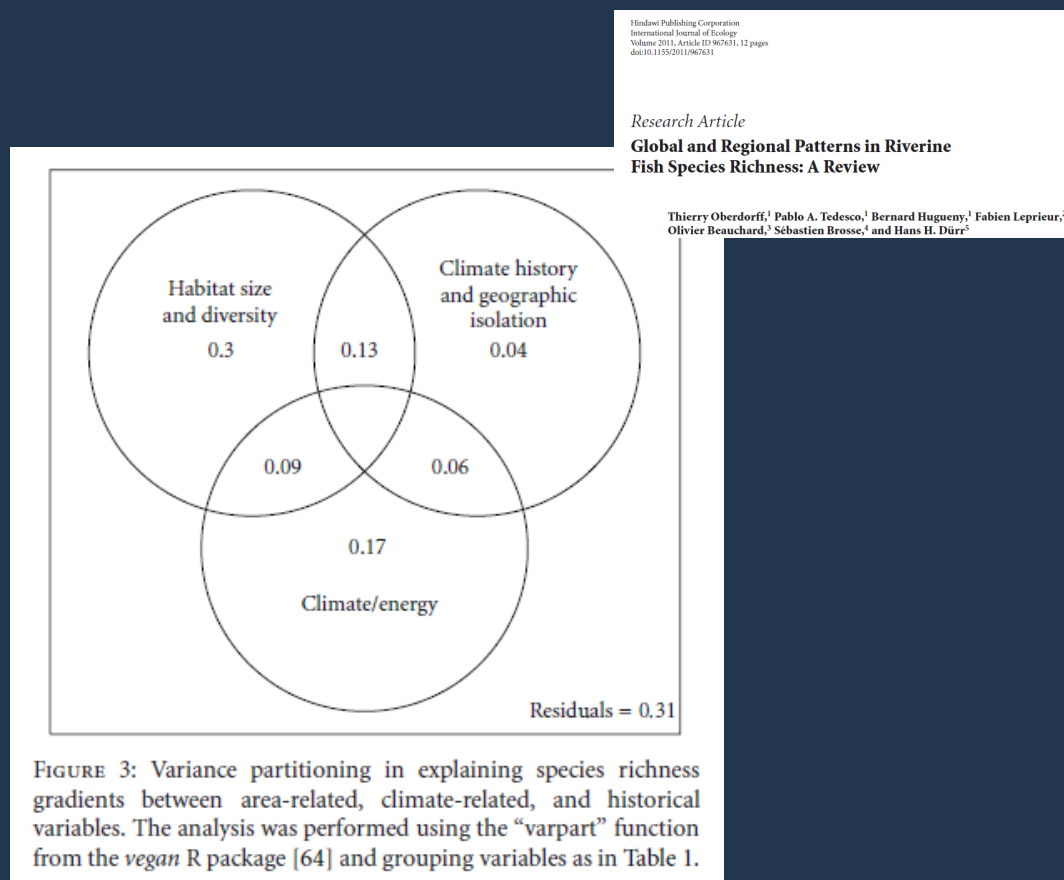 Hindawi Publishing Corporation
International Journal of Ecology
Volume 2011, Article ID 967631, 12 pages
doi:10.1155/2011/967631
Research Article
Global and Regional Patterns in Riverine
Fish Species Richness: A Review
Thierry Oberdorff,¹ Pablo A. Tedesco,¹ Bernard Hugueny,¹ Fabien Leprieur,
Olivier Beauchard,³ Sébastien Brosse,⁴ and Hans H. Dürr⁵
Habitat size
and diversity
0.3
0.13
Climate history
and geographic
isolation
0.04
0.09
0.06
0.17
Climate/energy
Residuals = 0.31
FIGURE 3: Variance partitioning in explaining species richness
gradients between area-related, climate-related, and historical
variables. The analysis was performed using the “varpart” function
from the vegan R package [64] and grouping variables as in Table 1.